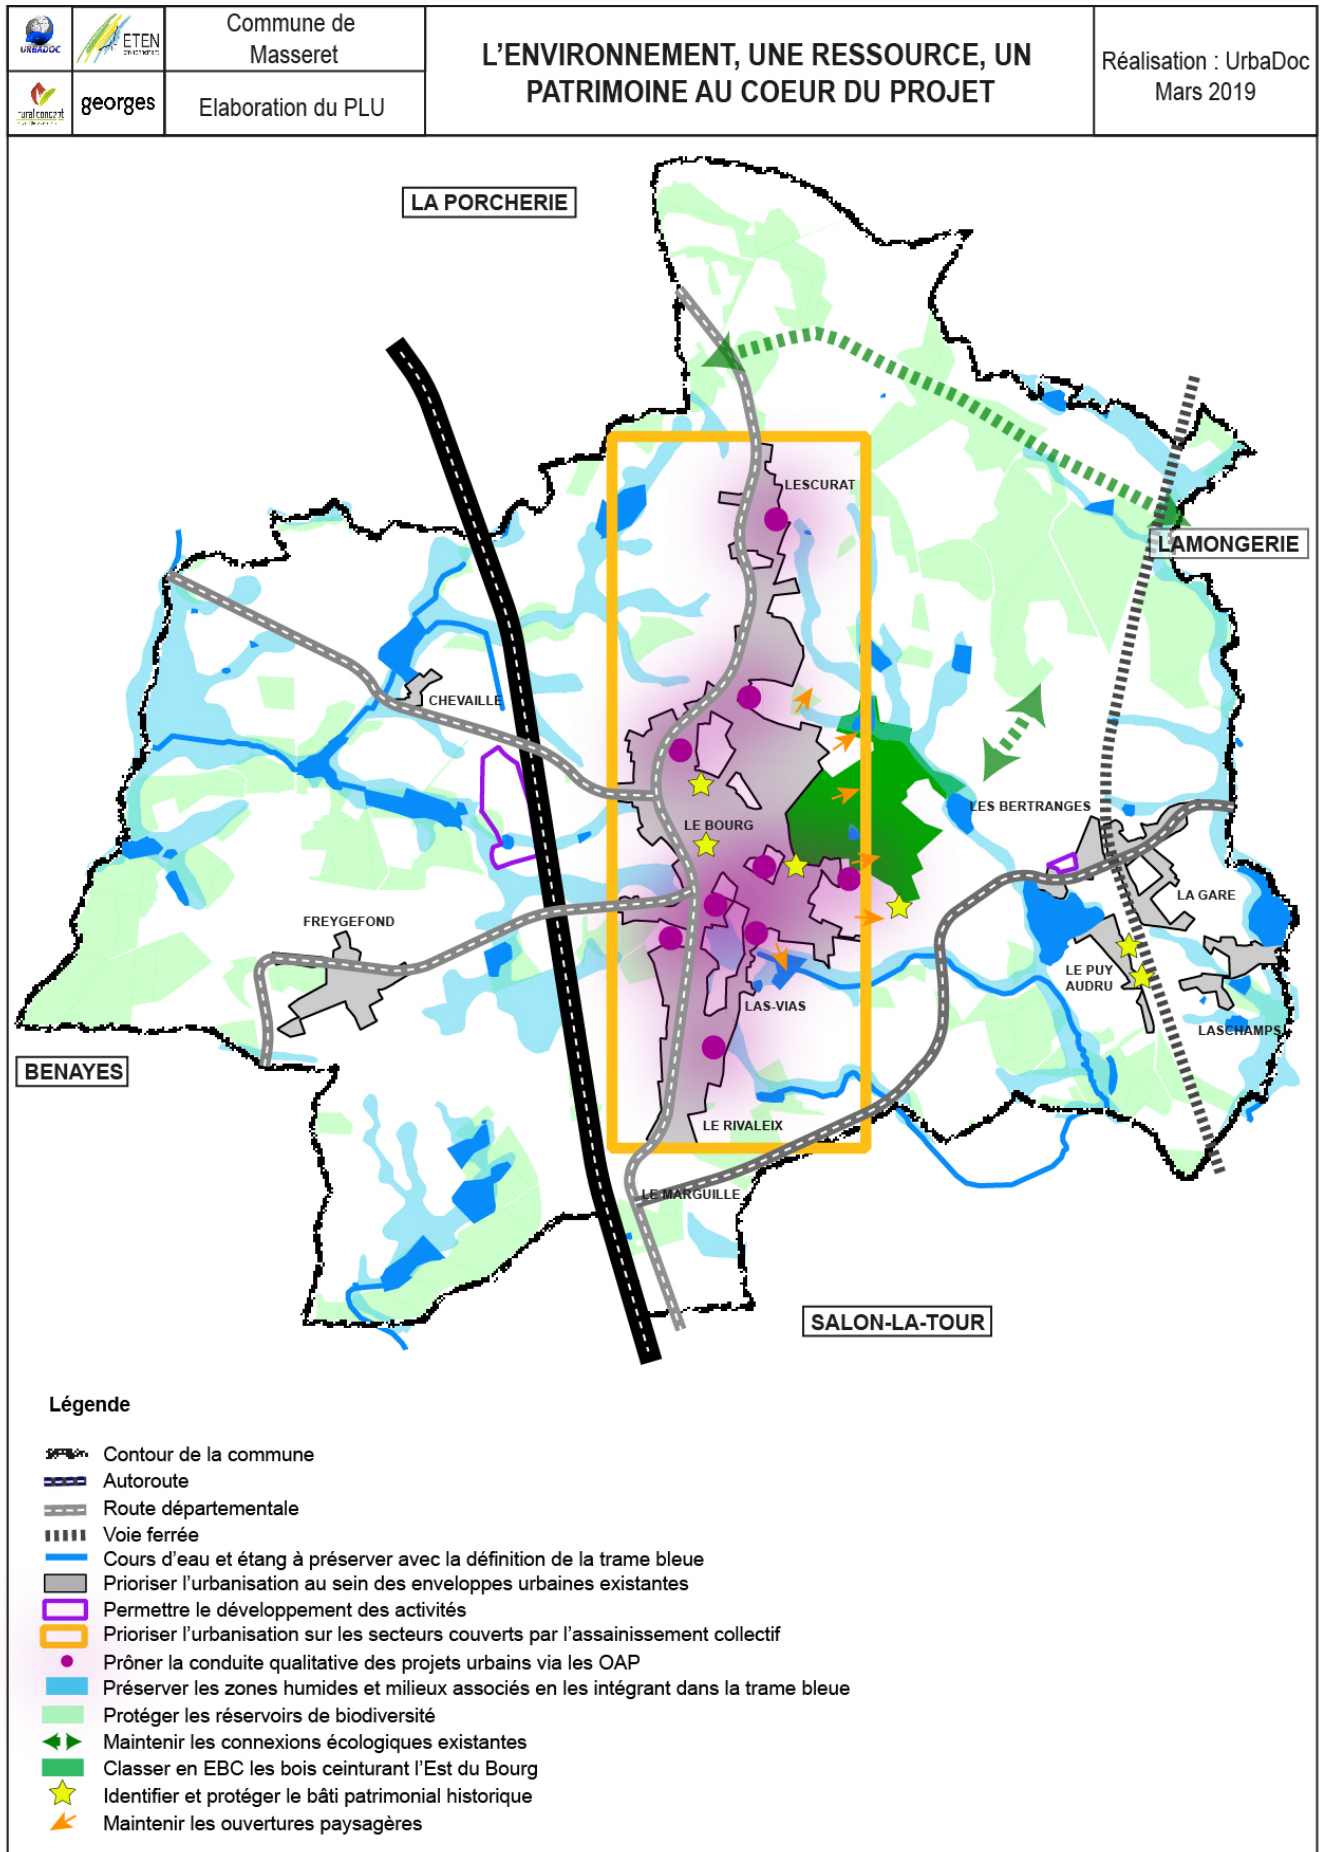 URBADOC
ETEN
Commune de
Masseret
L'ENVIRONNEMENT, UNE RESSOURCE, UN
PATRIMOINE AU COEUR DU PROJET
Réalisation : UrbaDoc
Mars 2019
rural concept
georges
Elaboration du PLU
LA PORCHERIE
LESCURAT
LAMONGERIE
CHEVAILLE
LES BERTRANGES
LE BOURG
LA GARE
FREYGEFOND
LE PUY
AUDRU
LAS-VIAS
LASCHAMPS
BENAYES
LE RIVALEIX
LE MARGUILLE
SALON-LA-TOUR
Légende
Contour de la commune
Autoroute
Route départementale
Voie ferrée
Cours d'eau et étang à préserver avec la définition de la trame bleue
Prioriser l'urbanisation au sein des enveloppes urbaines existantes
Permettre le développement des activités
Prioriser l'urbanisation sur les secteurs couverts par l'assainissement collectif
Prôner la conduite qualitative des projets urbains via les OAP
Préserver les zones humides et milieux associés en les intégrant dans la trame bleue
Protéger les réservoirs de biodiversité
Maintenir les connexions écologiques existantes
Classer en EBC les bois ceinturant l'Est du Bourg
Identifier et protéger le bâti patrimonial historique
Maintenir les ouvertures paysagères